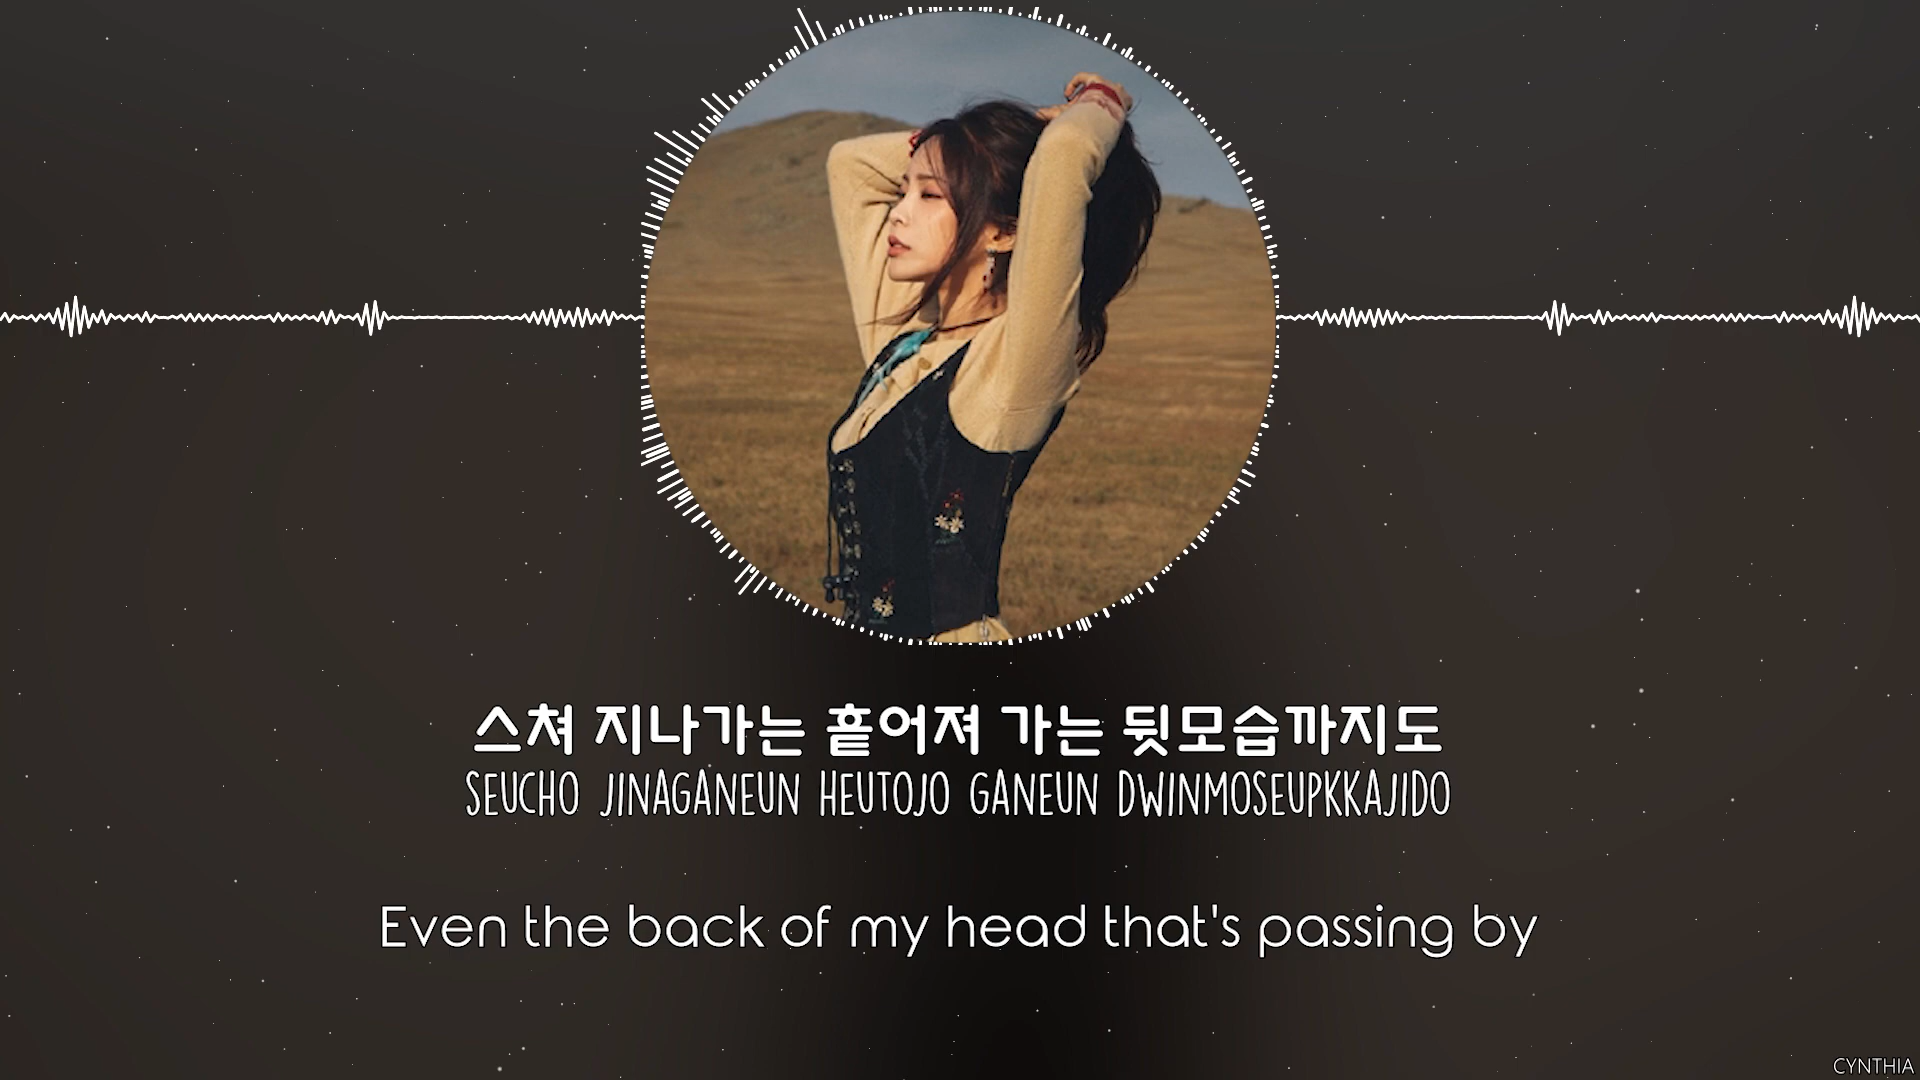 스쳐 지나가는 흩어져 가는 뒷모습까지도
SEUCHO JINAGANEUN HEUTOJO GANEUN DWINMOSEUPKKAJIDO
Even the back of my head that's passing by
CYNTHIA